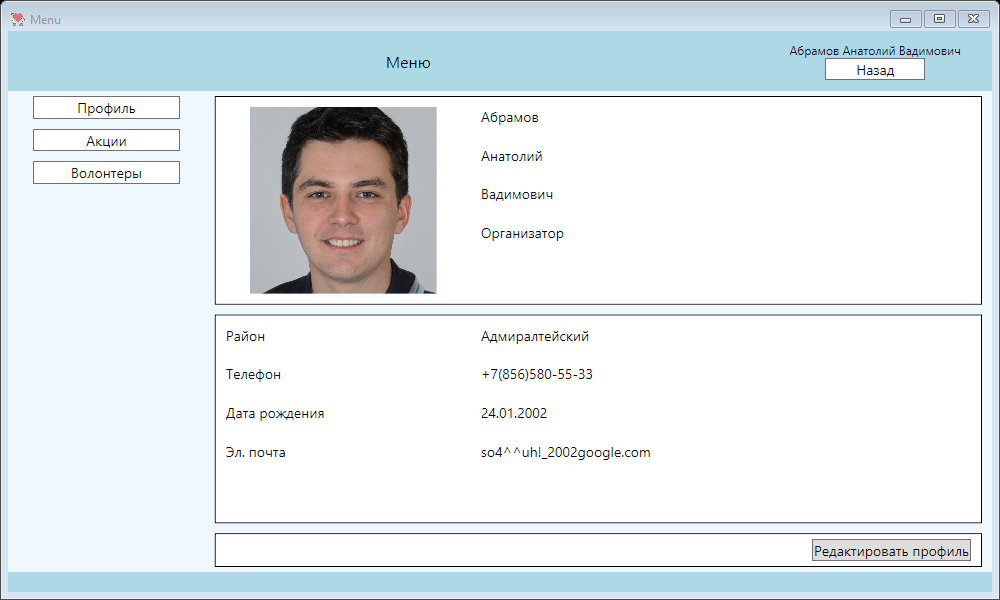 Menu
Меню
Абрамов Анатолий Вадимович
Назад
Профиль
Акции
Волонтеры
Абрамов
Анатолий
Вадимович
Организатор
Район Адмиралтейский
Телефон +7(856)580-55-33
Дата рождения 24.01.2002
Эл. почта so4^^uh!_2002google.com
Редактировать профиль